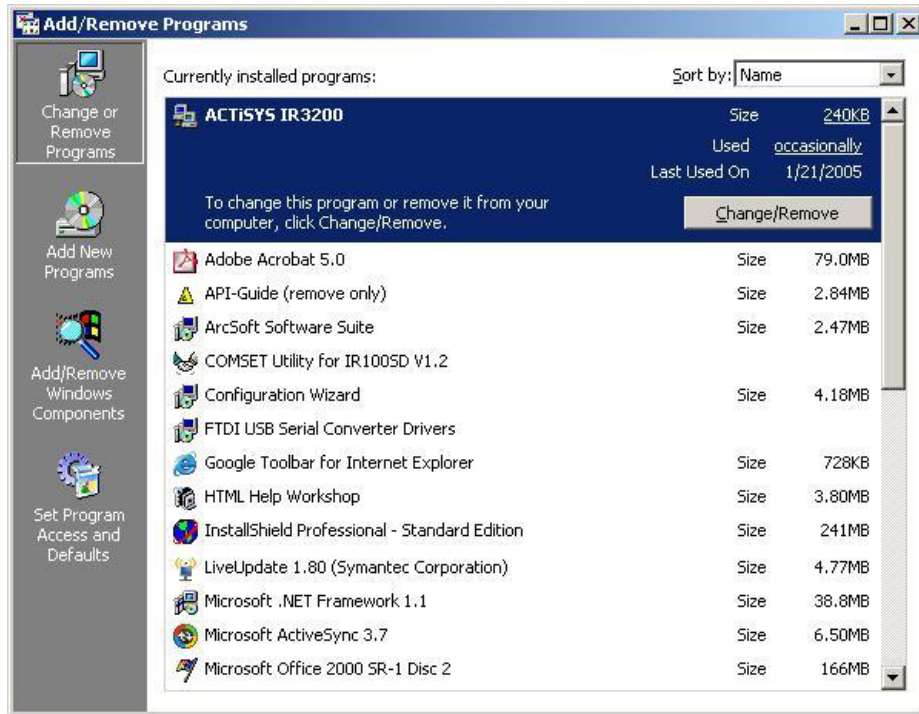 Add/Remove Programs
Change or
Remove
Programs
Add New
Programs
Add/Remove
Windows
Components
Set Program
Access and
Defaults
Currently installed programs:
Sort by: Name
ACTiSYS IR3200 Size 240KB
Used occasionally
Last Used On 1/21/2005
To change this program or remove it from your
computer, click Change/Remove.
Change/Remove
Adobe Acrobat 5.0 Size 79.0MB
API-Guide (remove only) Size 2.84MB
ArcSoft Software Suite Size 2.47MB
COMSET Utility for IR100SD V1.2
Configuration Wizard Size 4.18MB
FTDI USB Serial Converter Drivers
Google Toolbar for Internet Explorer Size 728KB
HTML Help Workshop Size 3.80MB
InstallShield Professional - Standard Edition Size 241MB
LiveUpdate 1.80 (Symantec Corporation) Size 4.77MB
Microsoft .NET Framework 1.1 Size 38.8MB
Microsoft ActiveSync 3.7 Size 6.50MB
Microsoft Office 2000 SR-1 Disc 2 Size 166MB